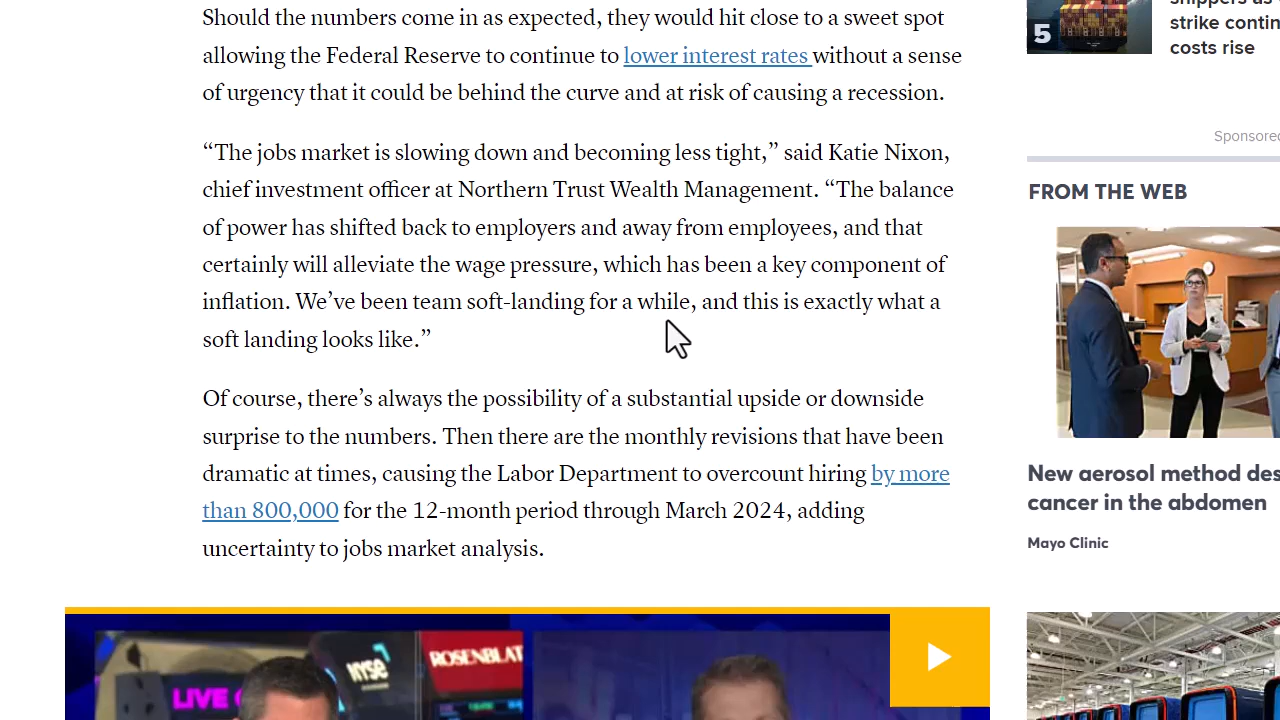 Should the numbers come in as expected, they would hit close to a sweet spot
allowing the Federal Reserve to continue to lower interest rates without a sense
of urgency that it could be behind the curve and at risk of causing a recession.
“The jobs market is slowing down and becoming less tight,” said Katie Nixon,
chief investment officer at Northern Trust Wealth Management. “The balance
of power has shifted back to employers and away from employees, and that
certainly will alleviate the wage pressure, which has been a key component of
inflation. We’ve been team soft-landing for a while, and this is exactly what a
soft landing looks like.”
Of course, there’s always the possibility of a substantial upside or downside
surprise to the numbers. Then there are the monthly revisions that have been
dramatic at times, causing the Labor Department to overcount hiring by more
than 800,000 for the 12-month period through March 2024, adding
uncertainty to jobs market analysis.
LIVE
NYSE
ROSENBLAT
5
strike contin
costs rise
Sponsored
FROM THE WEB
New aerosol method des
cancer in the abdomen
Mayo Clinic